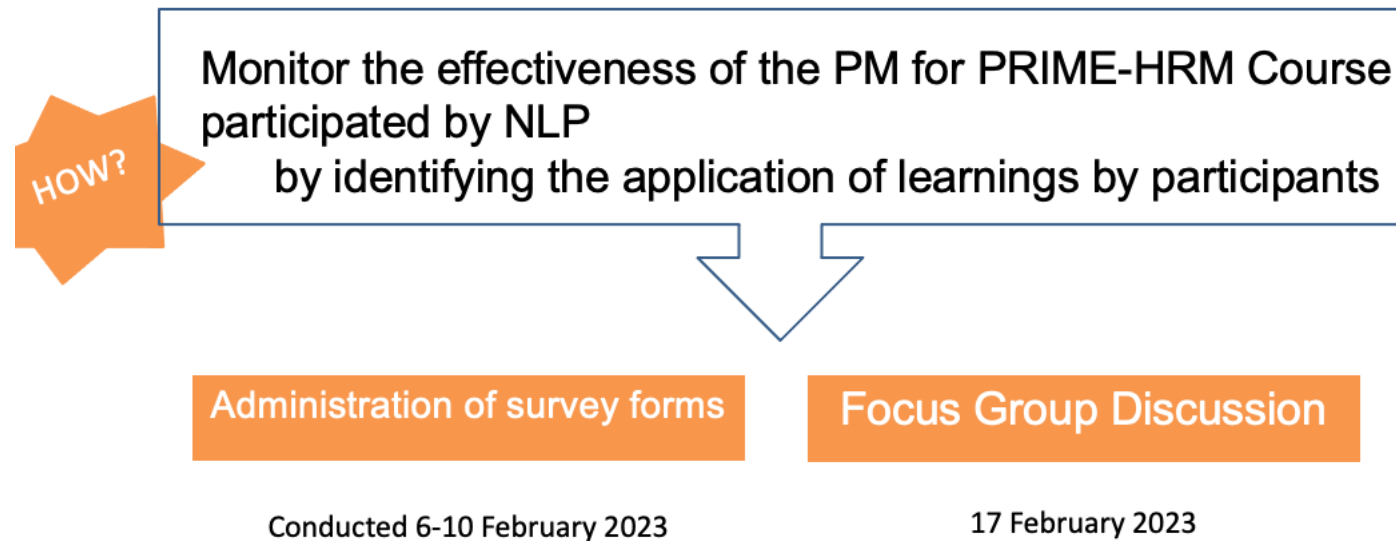 Monitor the effectiveness of the PM for PRIME-HRM Course
participated by NLP
by identifying the application of learnings by participants
HOW?
Administration of survey forms
Focus Group Discussion
Conducted 6-10 February 2023
17 February 2023